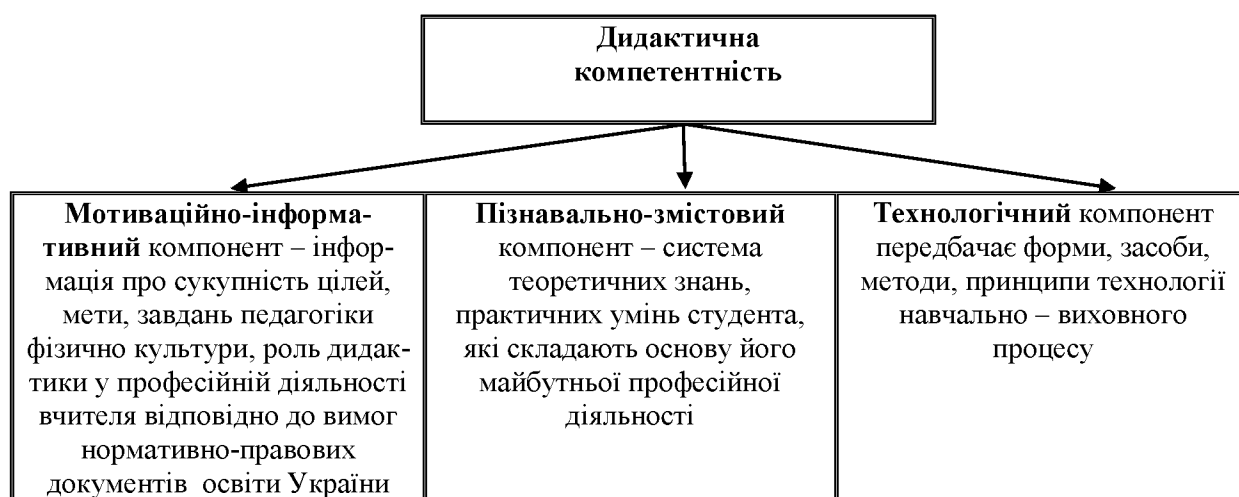 Дидактична
компетентність
Мотиваційно-інформа-
тивний компонент – інфор-
мація про сукупність цілей,
мети, завдань педагогіки
фізично культури, роль дидак-
тики у професійній діяльності
вчителя відповідно до вимог
нормативно-правових
документів освіти України
Пізнавально-змістовий
компонент – система
теоретичних знань,
практичних умінь студента,
які складають основу його
майбутньої професійної
діяльності
Технологічний компонент
передбачає форми, засоби,
методи, принципи технології
навчально – виховного
процесу